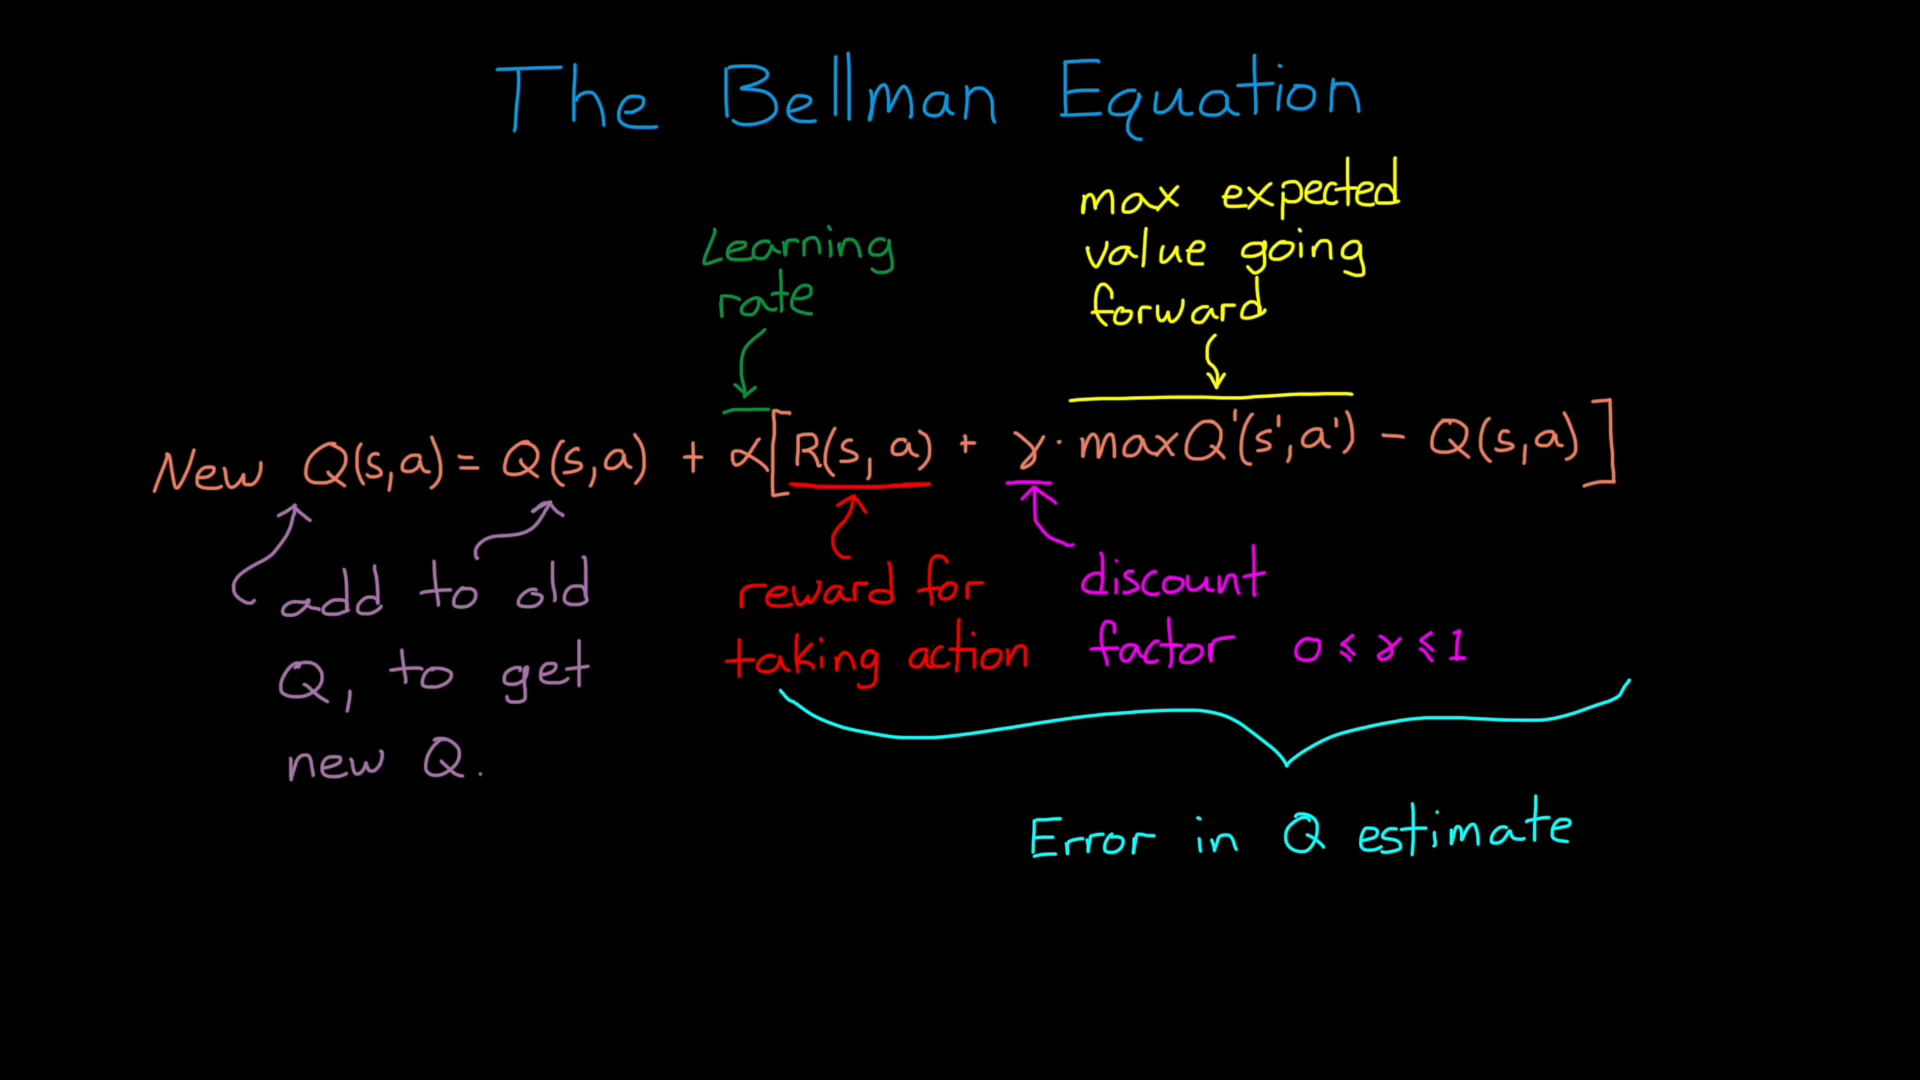 The Bellman Equation
max expected
value going
forward
Learning
rate
New Q(s,a) = Q(s,a) + α[R(s, a) + γ · maxQ'(s',a') - Q(s,a)]
add to old
Q, to get
new Q.
reward for
taking action
discount
factor 0 ≤ γ ≤ 1
Error in Q estimate